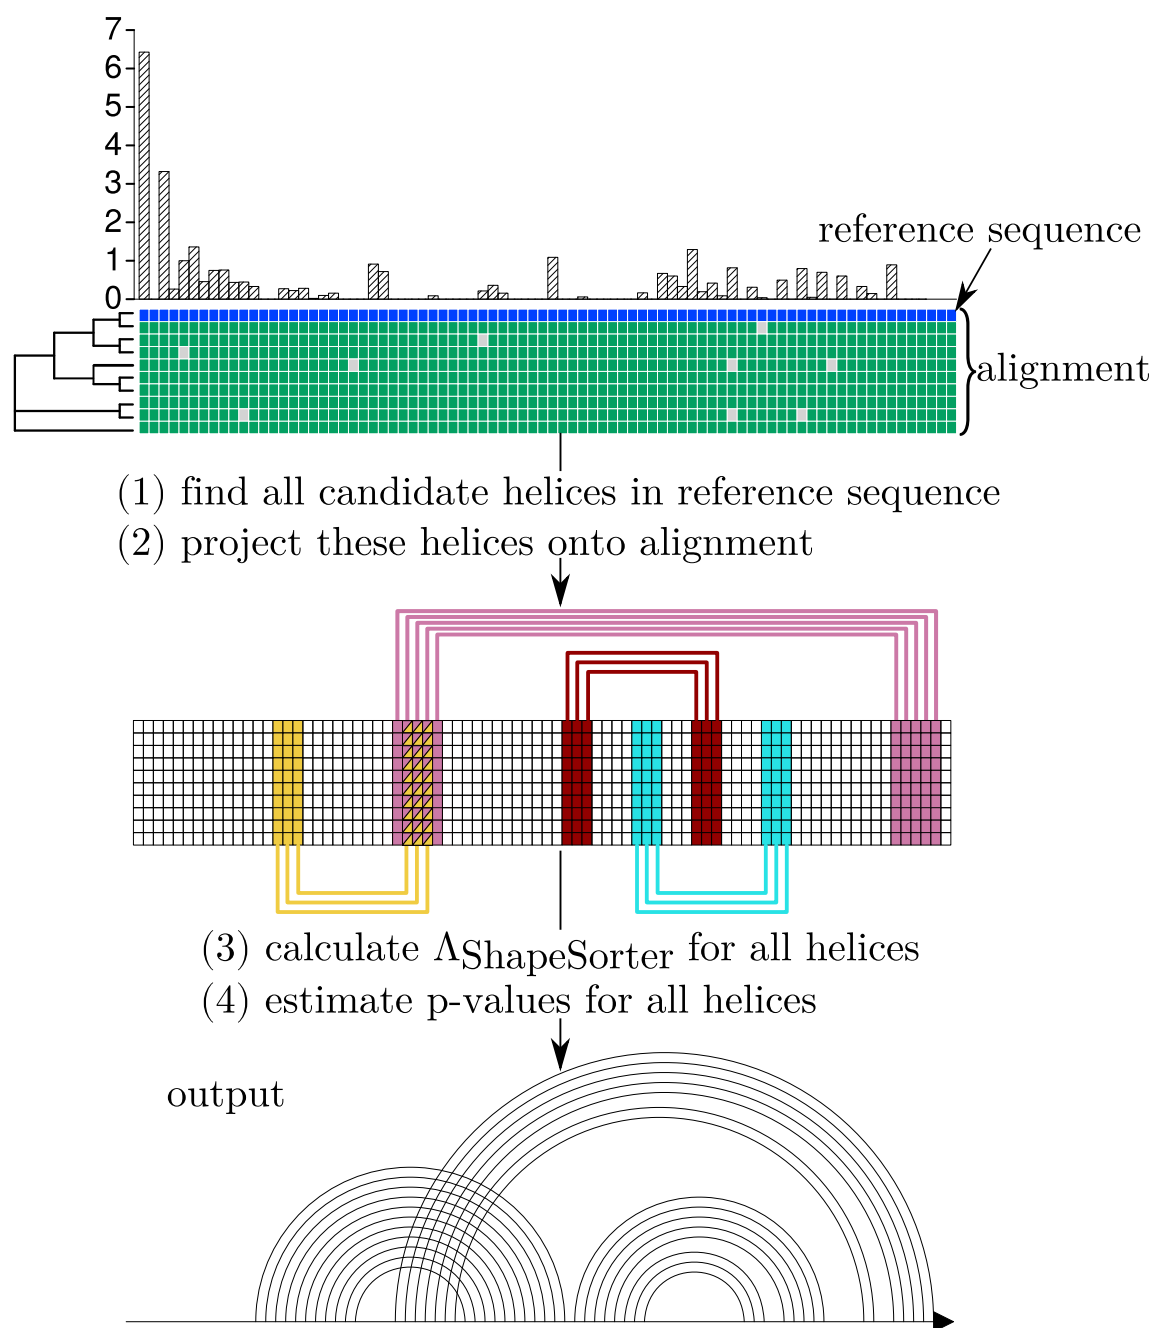 7
6
5
4
3
2
1
0
reference sequence
alignment
(1) find all candidate helices in reference sequence
(2) project these helices onto alignment
(3) calculate ΛShapeSorter for all helices
(4) estimate p-values for all helices
output